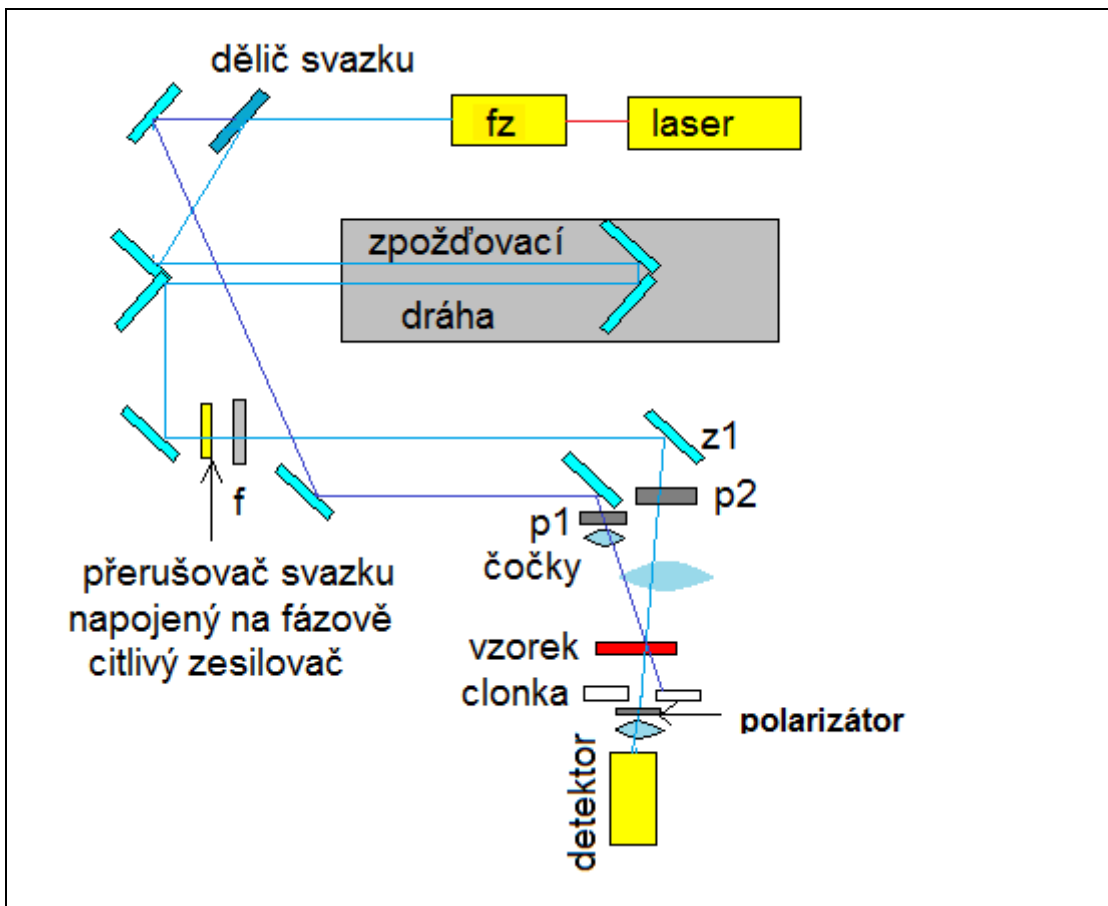 dělič svazku
fz
laser
zpožďovací
dráha
z1
p2
f
p1
čočky
přerušovač svazku
napojený na fázově
citlivý zesilovač
vzorek
clonka
polarizátor
detektor